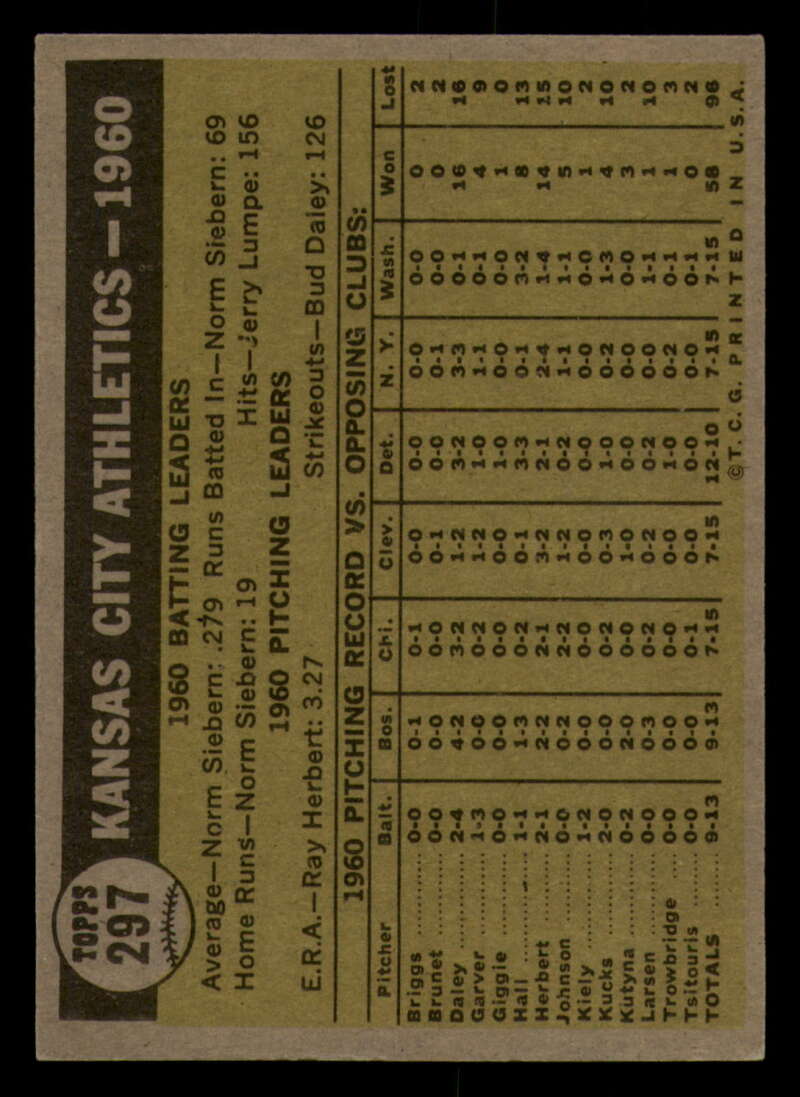 TOPPS
297
KANSAS CITY ATHLETICS — 1960
1960 BATTING LEADERS
Average—Norm Siebern: .279 Runs Batted In—Norm Siebern: 69
Home Runs—Norm Siebern: 19 Hits—Jerry Lumpe: 156
1960 PITCHING LEADERS
E.R.A.—Ray Herbert: 3.27 Strikeouts—Bud Daley: 126
1960 PITCHING RECORD VS. OPPOSING CLUBS:
Pitcher Balt. Bos. Chi. Clev. Det. N. Y. Wash. Won Lost
Briggs 0-0 0-1 0-1 0-0 0-0 0-0 0-0 0 2
Brunet 0-0 0-0 0-0 0-1 0-0 0-1 0-0 0 2
Daley 2-4 4-2 3-2 1-2 3-2 3-3 0-1 16 16
Garver 1-3 0-0 0-2 1-2 1-0 1-1 0-1 4 9
Giggie 0-0 0-0 0-0 0-0 1-0 0-0 0-0 1 0
Hall 1-1 1-3 0-2 0-1 3-3 0-1 3-2 8 13
Herbert 2-1 2-2 2-1 3-2 2-1 2-4 1-4 14 15
Johnson 0-0 0-2 2-2 1-2 0-2 1-1 1-1 5 10
Kiely 1-2 0-0 0-0 0-0 0-0 0-0 0-0 1 2
Kucks 2-0 0-0 0-2 0-3 1-0 0-2 1-3 4 10
Kutyna 0-2 2-0 0-0 1-0 0-0 0-0 0-0 3 2
Larsen 0-0 0-3 0-2 0-2 0-2 0-0 1-1 1 10
Trowbridge 0-0 0-0 0-0 0-0 1-0 0-2 0-1 1 3
Tsitouris 0-0 0-0 0-1 0-0 0-0 0-0 0-1 0 2
TOTALS 9-13 9-13 7-15 7-15 12-10 7-15 7-15 58 96
©T. C. G. PRINTED IN U.S.A.